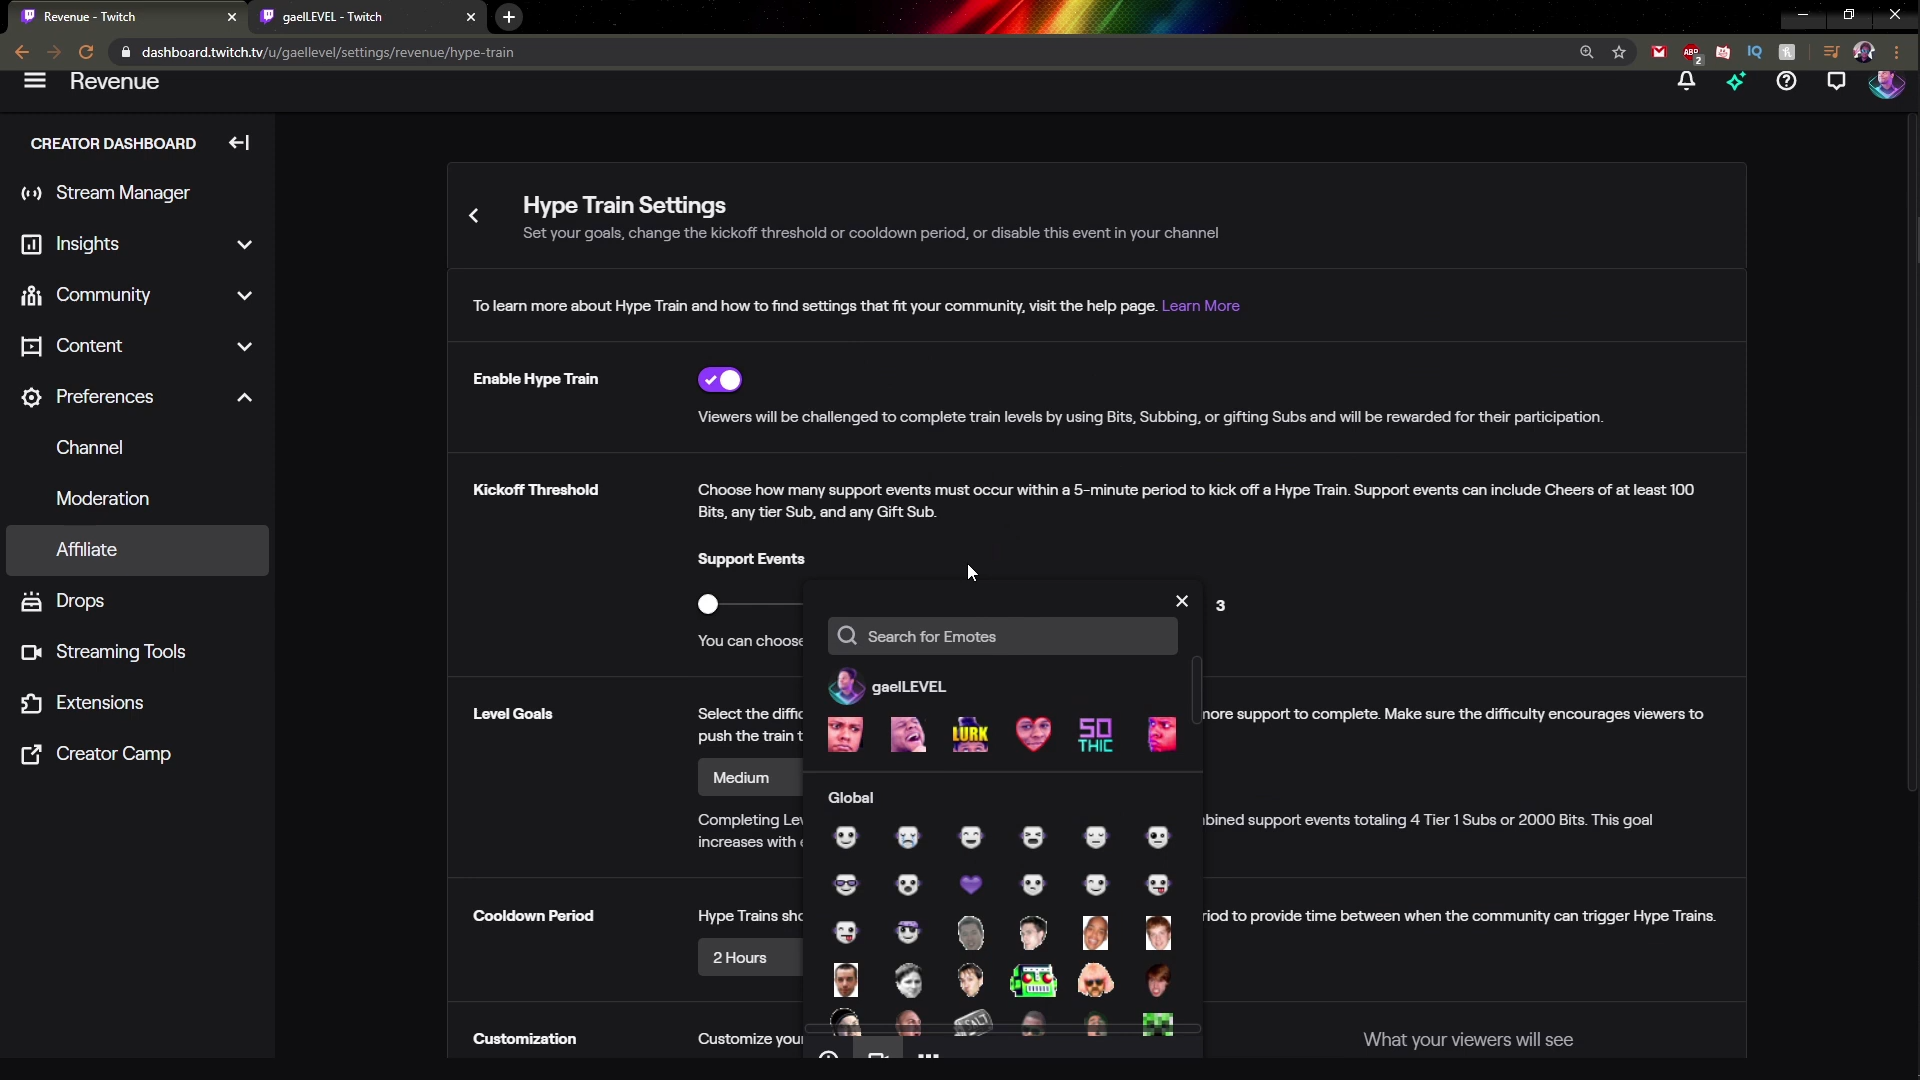 Revenue - Twitch
gaelLEVEL - Twitch
dashboard.twitch.tv/u/gaellevel/settings/revenue/hype-train
ABP
2
IQ
Revenue
CREATOR DASHBOARD
Stream Manager
Insights
Community
Content
Preferences
Channel
Moderation
Affiliate
Drops
Streaming Tools
Extensions
Creator Camp
Hype Train Settings
Set your goals, change the kickoff threshold or cooldown period, or disable this event in your channel
To learn more about Hype Train and how to find settings that fit your community, visit the help page. Learn More
Enable Hype Train
Viewers will be challenged to complete train levels by using Bits, Subbing, or gifting Subs and will be rewarded for their participation.
Kickoff Threshold
Choose how many support events must occur within a 5-minute period to kick off a Hype Train. Support events can include Cheers of at least 100
Bits, any tier Sub, and any Gift Sub.
Support Events
3
You can choose
Search for Emotes
gaelLEVEL
LURK
SO
THIC
Global
Level Goals
Select the diffic
more support to complete. Make sure the difficulty encourages viewers to
push the train t
Medium
Completing Lev
bined support events totaling 4 Tier 1 Subs or 2000 Bits. This goal
increases with e
Cooldown Period
Hype Trains sho
riod to provide time between when the community can trigger Hype Trains.
2 Hours
Customization
Customize your
What your viewers will see